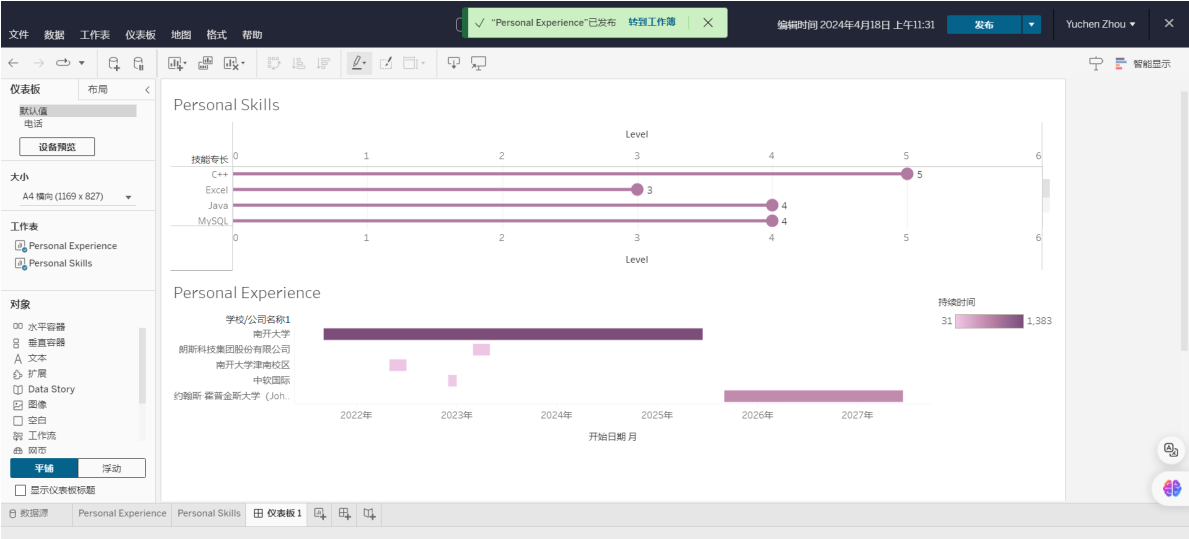 "Personal Experience"已发布 转到工作簿
编辑时间 2024年4月18日 上午11:31
发布
Yuchen Zhou
文件 数据 工作表 仪表板 地图 格式 帮助
智能显示
仪表板 布局
默认值
电话
设备预览
大小
A4 横向 (1169 x 827)
工作表
Personal Experience
Personal Skills
对象
水平容器
垂直容器
文本
扩展
Data Story
图像
空白
工作流
网页
平铺 浮动
显示仪表板标题
Personal Skills
Level
技能专长 0 1 2 3 4 5 6
C++ 5
Excel 3
Java 4
MySQL 4
0 1 2 3 4 5 6
Level
Personal Experience
持续时间
31 1,383
学校/公司名称1
南开大学
朗斯科技集团股份有限公司
南开大学津南校区
中软国际
约翰斯·霍普金斯大学（Joh..
2022年 2023年 2024年 2025年 2026年 2027年
开始日期 月
数据源 Personal Experience Personal Skills 仪表板 1